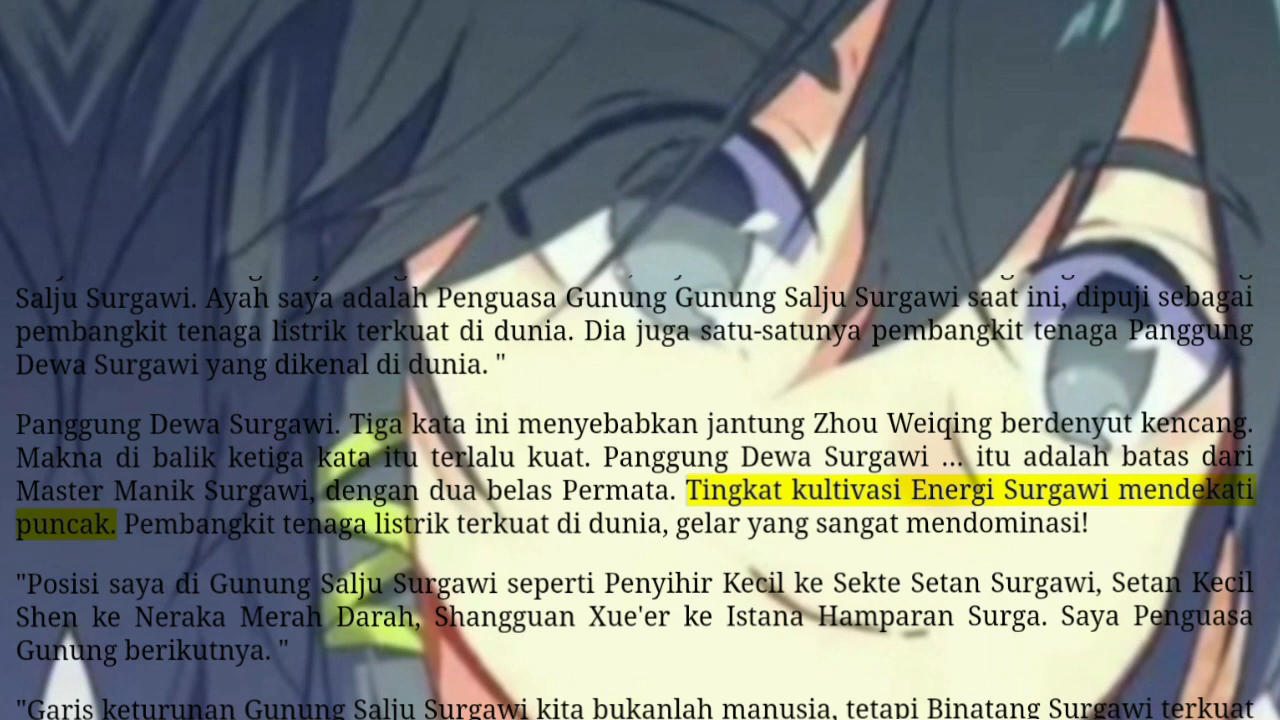 Salju Surgawi. Ayah saya adalah Penguasa Gunung Gunung Salju Surgawi saat ini, dipuji sebagai
pembangkit tenaga listrik terkuat di dunia. Dia juga satu-satunya pembangkit tenaga Panggung
Dewa Surgawi yang dikenal di dunia. "
Panggung Dewa Surgawi. Tiga kata ini menyebabkan jantung Zhou Weiqing berdenyut kencang.
Makna di balik ketiga kata itu terlalu kuat. Panggung Dewa Surgawi ... itu adalah batas dari
Master Manik Surgawi, dengan dua belas Permata. Tingkat kultivasi Energi Surgawi mendekati
puncak. Pembangkit tenaga listrik terkuat di dunia, gelar yang sangat mendominasi!
"Posisi saya di Gunung Salju Surgawi seperti Penyihir Kecil ke Sekte Setan Surgawi, Setan Kecil
Shen ke Neraka Merah Darah, Shangguan Xue'er ke Istana Hamparan Surga. Saya Penguasa
Gunung berikutnya. "
"Garis keturunan Gunung Salju Surgawi kita bukanlah manusia, tetapi Binatang Surgawi terkuat